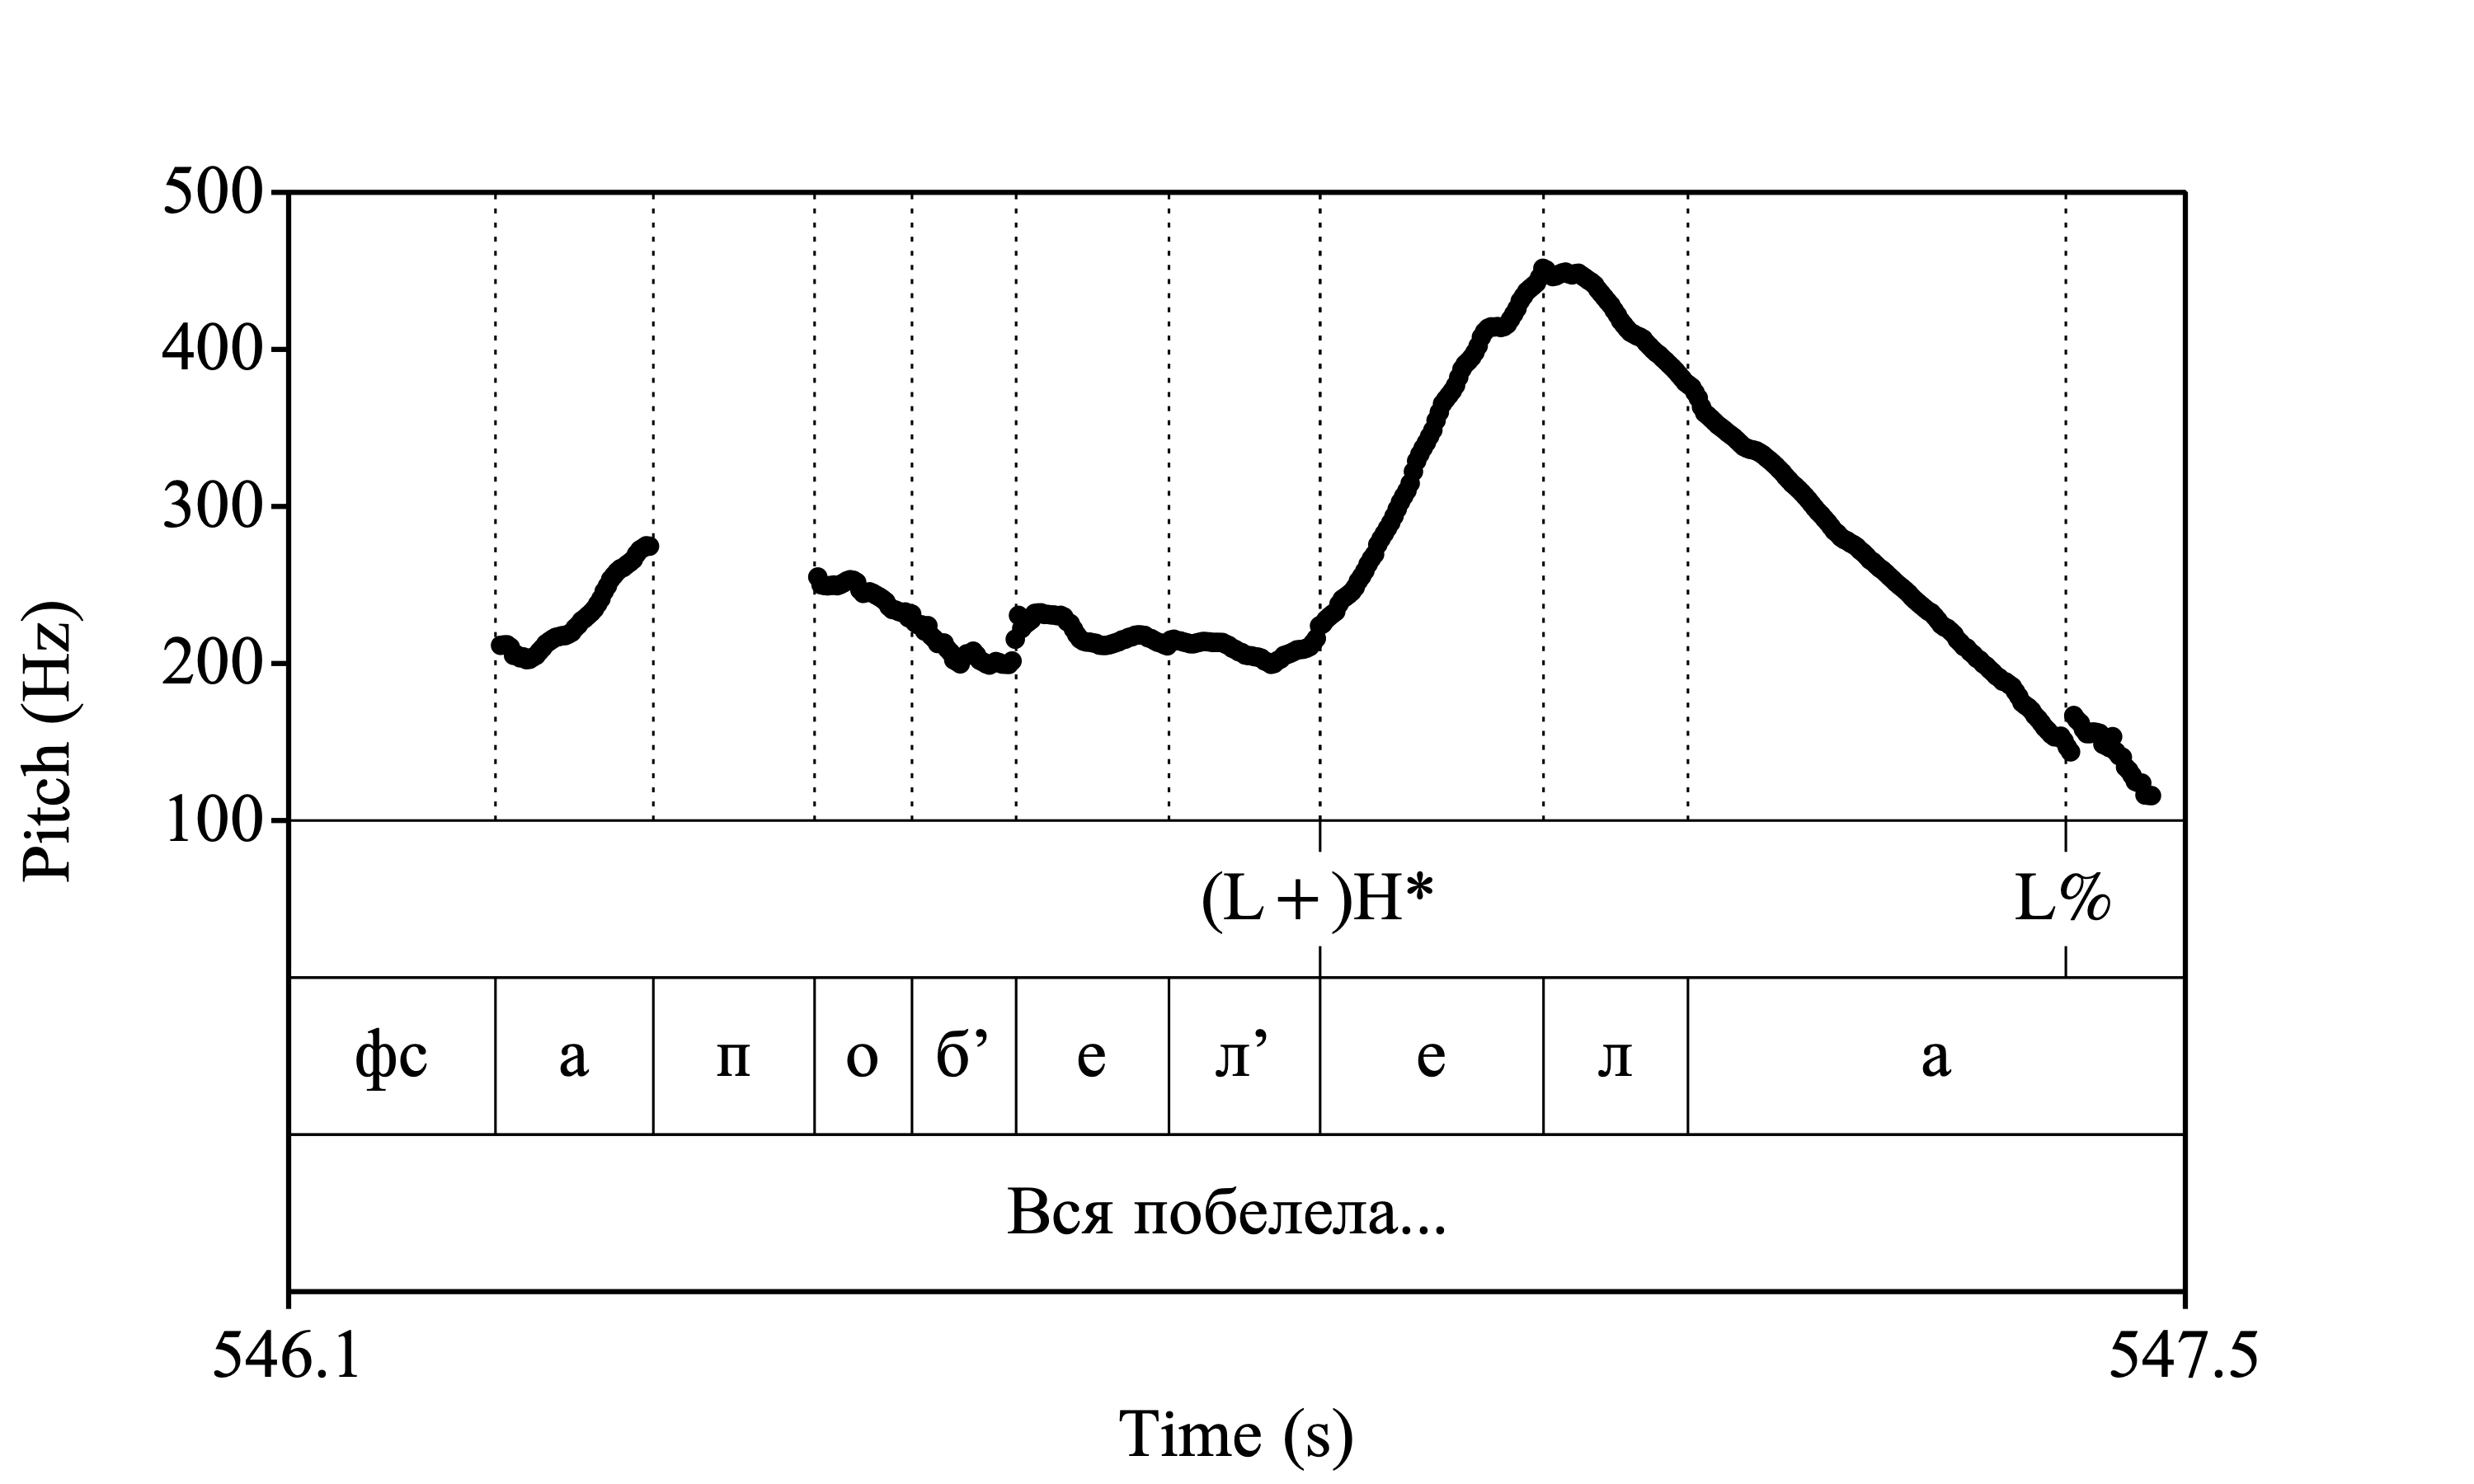 500
400
300
200
100
Pitch (Hz)
(L+)H* L%
фс а п о б’ е л’ е л а
Вся побелела...
546.1 547.5
Time (s)